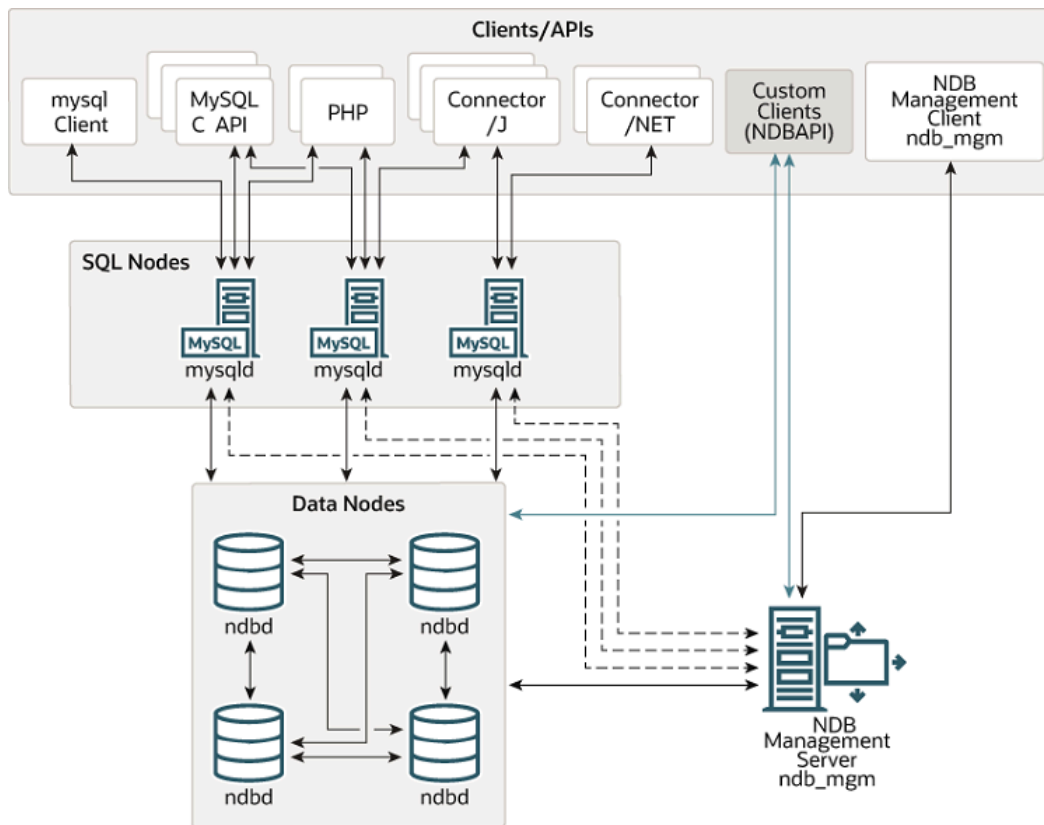 Clients/APIs
mysql
Client
MySQL
C API
PHP
Connector
/J
Connector
/NET
Custom
Clients
(NDBAPI)
NDB
Management
Client
ndb_mgm
SQL Nodes
MySQL
mysqld
MySQL
mysqld
MySQL
mysqld
Data Nodes
ndbd
ndbd
ndbd
ndbd
NDB
Management
Server
ndb_mgm